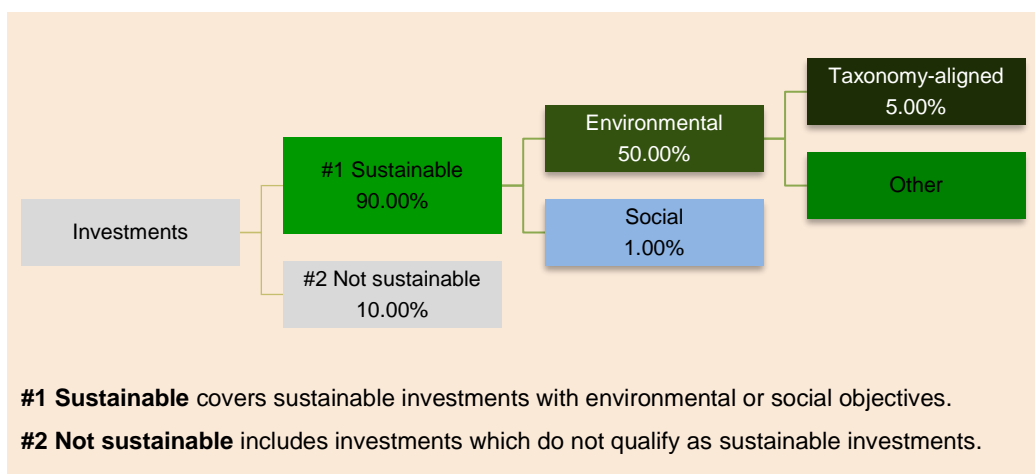 Investments
#1 Sustainable
90.00%
#2 Not sustainable
10.00%
Environmental
50.00%
Social
1.00%
Taxonomy-aligned
5.00%
Other
#1 Sustainable covers sustainable investments with environmental or social objectives.
#2 Not sustainable includes investments which do not qualify as sustainable investments.